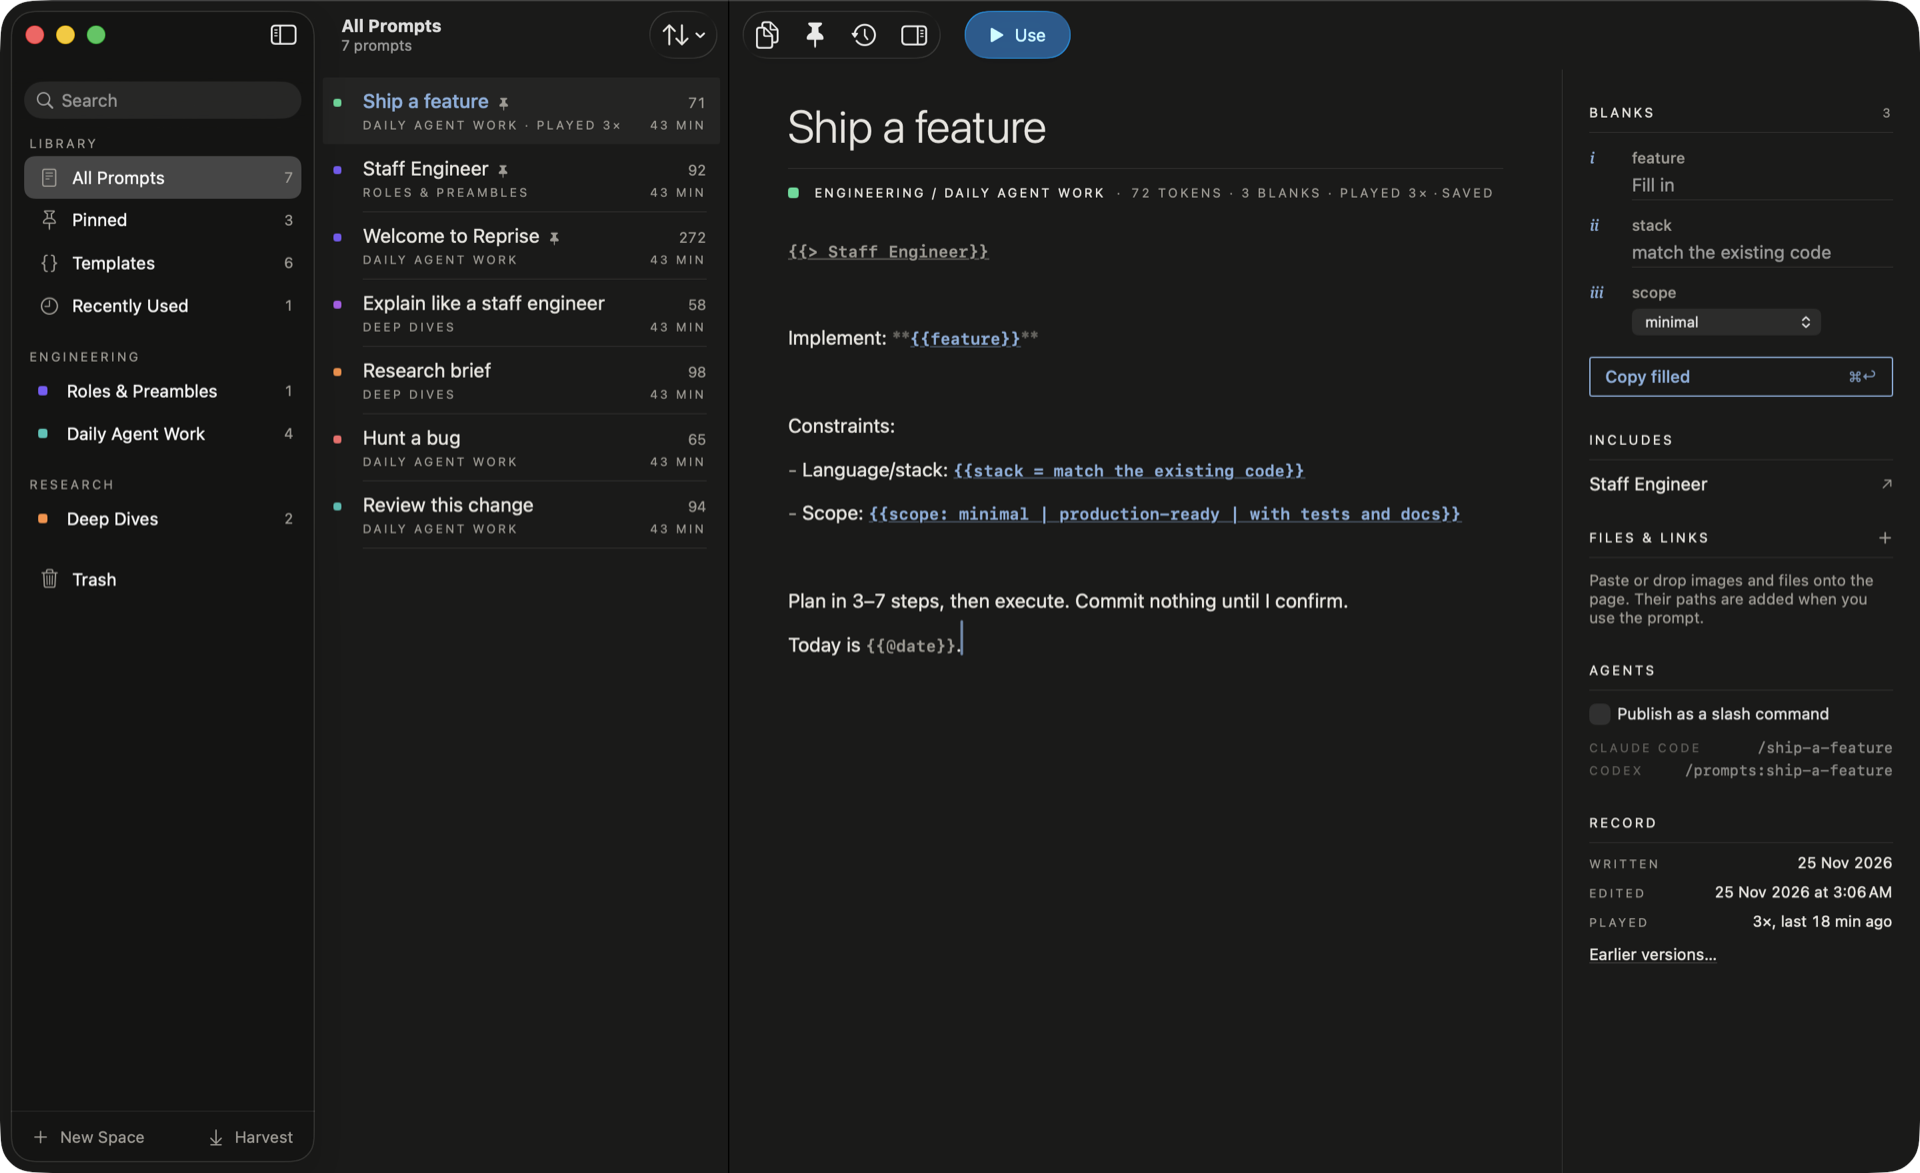 Search
LIBRARY
All Prompts 7
Pinned 3
Templates 6
Recently Used 1
ENGINEERING
Roles & Preambles 1
Daily Agent Work 4
RESEARCH
Deep Dives 2
Trash
New Space
Harvest
All Prompts
7 prompts
Ship a feature 71
DAILY AGENT WORK · PLAYED 3× 43 MIN
Staff Engineer 92
ROLES & PREAMBLES 43 MIN
Welcome to Reprise 272
DAILY AGENT WORK 43 MIN
Explain like a staff engineer 58
DEEP DIVES 43 MIN
Research brief 98
DEEP DIVES 43 MIN
Hunt a bug 65
DAILY AGENT WORK 43 MIN
Review this change 94
DAILY AGENT WORK 43 MIN
Use
Ship a feature
ENGINEERING / DAILY AGENT WORK · 72 TOKENS · 3 BLANKS · PLAYED 3× · SAVED
{{> Staff Engineer}}
Implement: **{{feature}}**
Constraints:
- Language/stack: {{stack = match the existing code}}
- Scope: {{scope: minimal | production-ready | with tests and docs}}
Plan in 3–7 steps, then execute. Commit nothing until I confirm.
Today is {{@date}}.
BLANKS 3
i feature
Fill in
ii stack
match the existing code
iii scope
minimal
Copy filled ⌘↩
INCLUDES
Staff Engineer ↗
FILES & LINKS +
Paste or drop images and files onto the
page. Their paths are added when you
use the prompt.
AGENTS
Publish as a slash command
CLAUDE CODE /ship-a-feature
CODEX /prompts:ship-a-feature
RECORD
WRITTEN 25 Nov 2026
EDITED 25 Nov 2026 at 3:06 AM
PLAYED 3×, last 18 min ago
Earlier versions...